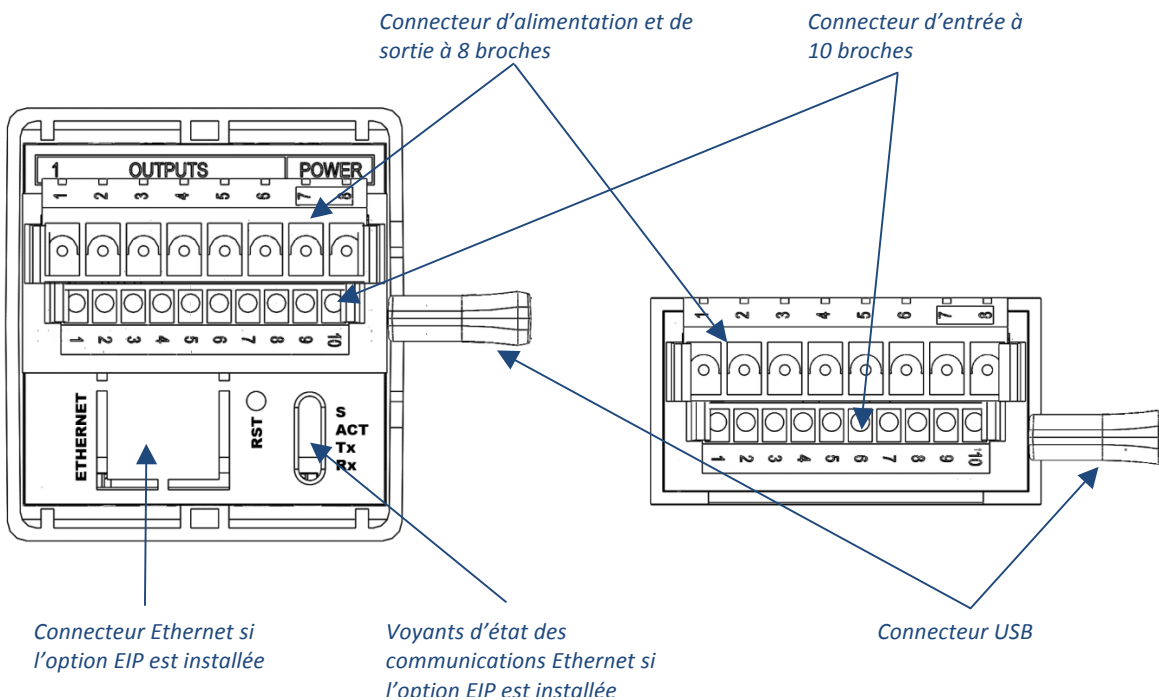 Connecteur d’alimentation et de
sortie à 8 broches
Connecteur d’entrée à
10 broches
1 OUTPUTS POWER
1 2 3 4 5 6 7 8
1 2 3 4 5 6 7 8 9 10
ETHERNET
RST
S
ACT
Tx
Rx
1 2 3 4 5 6 7 8
1 2 3 4 5 6 7 8 9 10
Connecteur Ethernet si
l’option EIP est installée
Voyants d’état des
communications Ethernet si
l’option EIP est installée
Connecteur USB